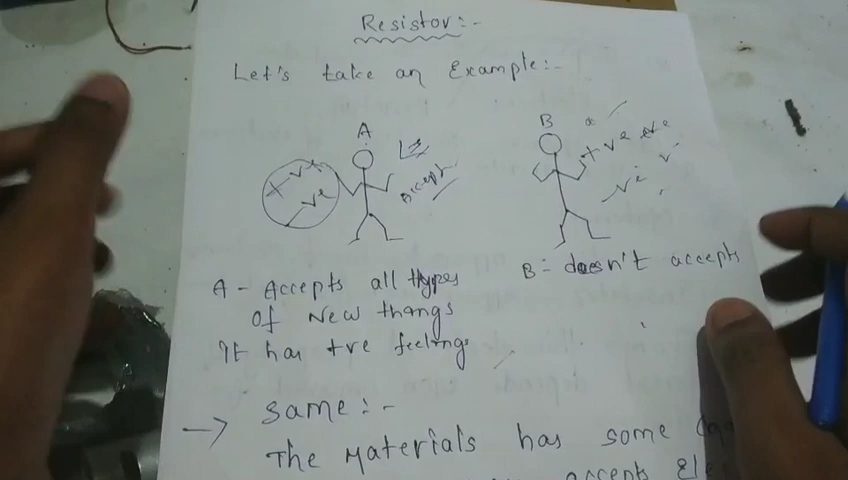 Resistor:-
Let's take an Example:-
A
B
+ve
-ve
accept
+ve
-ve
A - Accepts all types
of New things
It has +ve feelings
B:- doesn't accepts
→ Same:-
The Materials has some
accepts